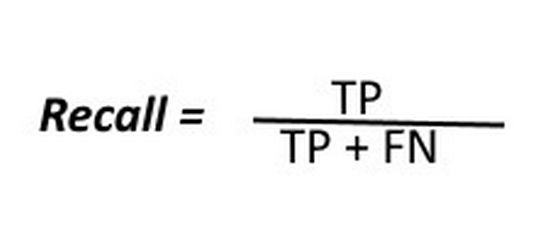 Recall =
TP
TP + FN